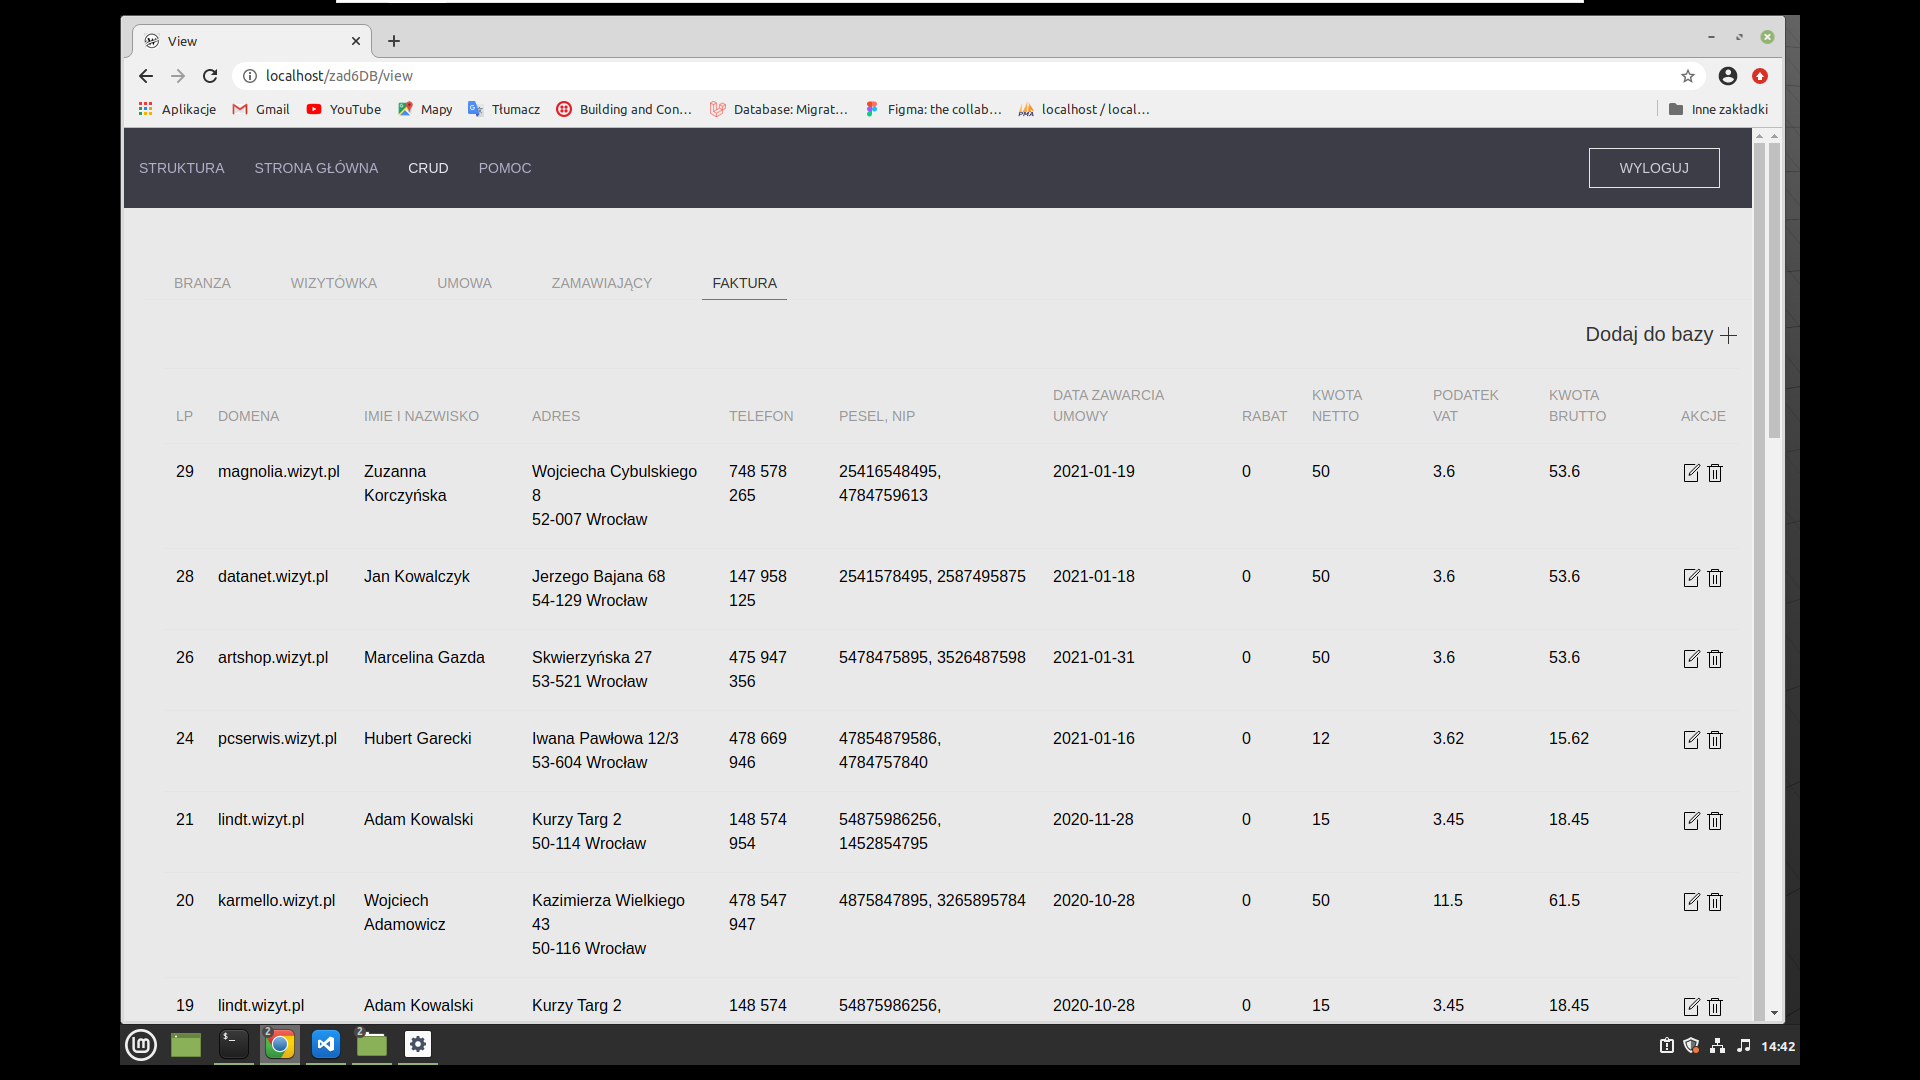 View
localhost/zad6DB/view
Aplikacje Gmail YouTube Mapy Tłumacz Building and Con... Database: Migrat... Figma: the collab... localhost / local... Inne zakładki
STRUKTURA STRONA GŁÓWNA CRUD POMOC WYLOGUJ
BRANZA WIZYTÓWKA UMOWA ZAMAWIAJĄCY FAKTURA
Dodaj do bazy
DATA ZAWARCIA KWOTA PODATEK KWOTA
LP DOMENA IMIE I NAZWISKO ADRES TELEFON PESEL, NIP UMOWY RABAT NETTO VAT BRUTTO AKCJE
29 magnolia.wizyt.pl Zuzanna Wojciecha Cybulskiego 748 578 25416548495, 2021-01-19 0 50 3.6 53.6
Korczyńska 8 265 4784759613
52-007 Wrocław
28 datanet.wizyt.pl Jan Kowalczyk Jerzego Bajana 68 147 958 2541578495, 2587495875 2021-01-18 0 50 3.6 53.6
54-129 Wrocław 125
26 artshop.wizyt.pl Marcelina Gazda Skwierzyńska 27 475 947 5478475895, 3526487598 2021-01-31 0 50 3.6 53.6
53-521 Wrocław 356
24 pcserwis.wizyt.pl Hubert Garecki Iwana Pawłowa 12/3 478 669 47854879586, 2021-01-16 0 12 3.62 15.62
53-604 Wrocław 946 4784757840
21 lindt.wizyt.pl Adam Kowalski Kurzy Targ 2 148 574 54875986256, 2020-11-28 0 15 3.45 18.45
50-114 Wrocław 954 1452854795
20 karmello.wizyt.pl Wojciech Kazimierza Wielkiego 478 547 4875847895, 3265895784 2020-10-28 0 50 11.5 61.5
Adamowicz 43 947
50-116 Wrocław
19 lindt.wizyt.pl Adam Kowalski Kurzy Targ 2 148 574 54875986256, 2020-10-28 0 15 3.45 18.45
2 2 14:42